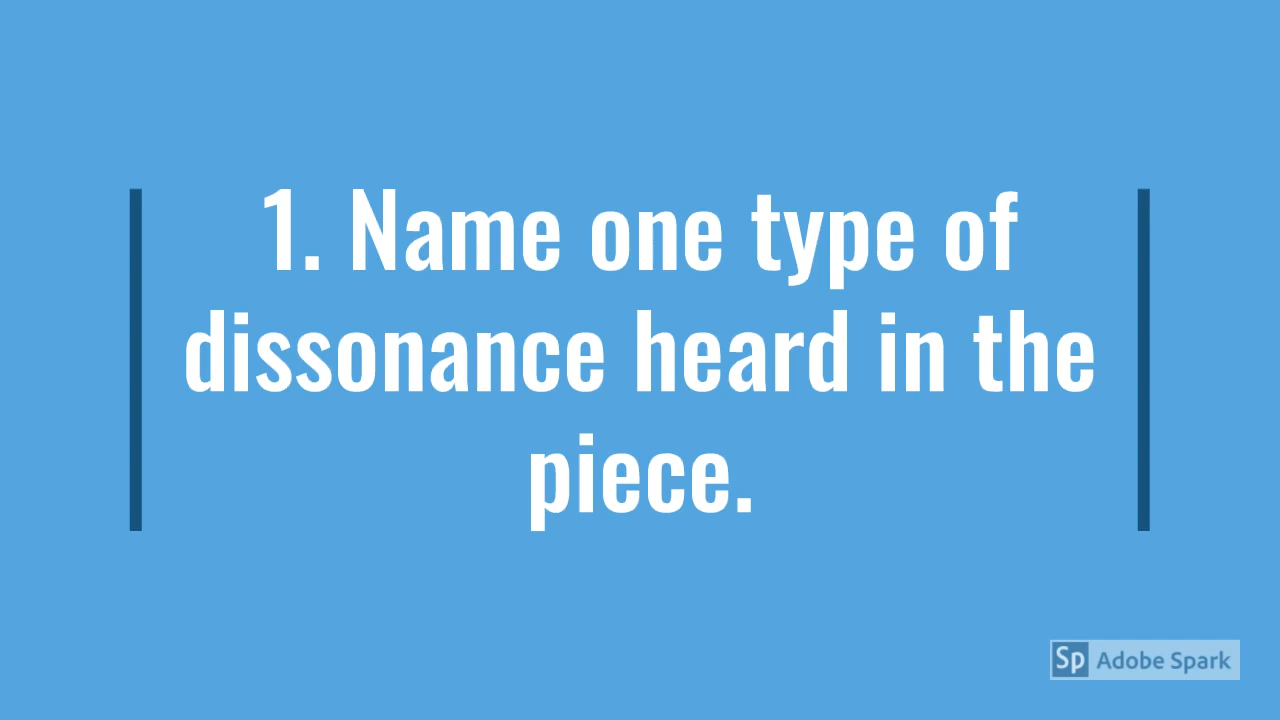 1. Name one type of
dissonance heard in the
piece.
Sp Adobe Spark